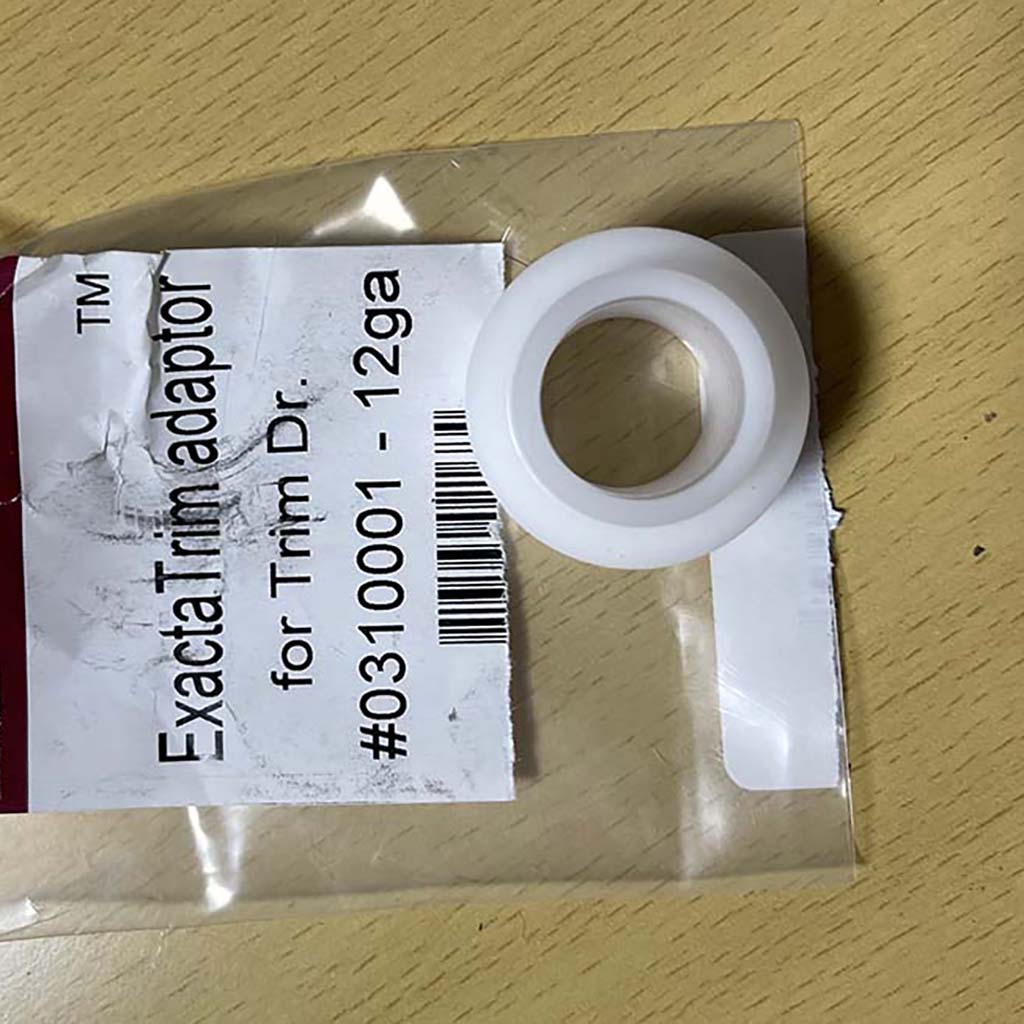 ExactaTrim adaptor ™
for Trim Dr.
#0310001 - 12ga